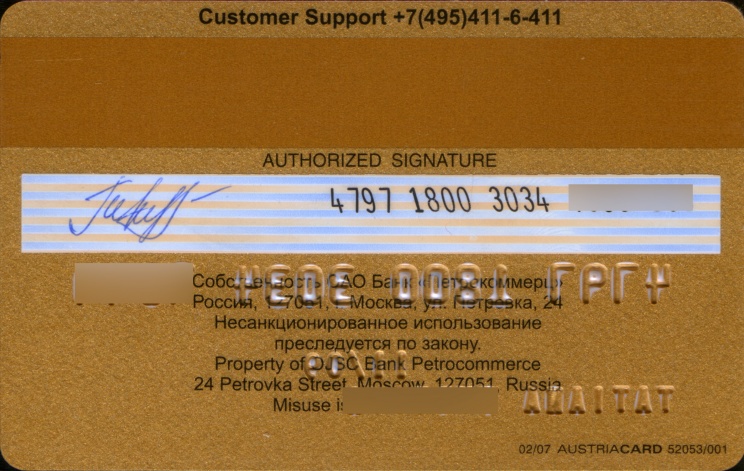 Customer Support +7(495)411-6-411
AUTHORIZED SIGNATURE
4797 1800 3034
Собственность ОАО Банк «Петрокоммерц»
Россия, 127051, г. Москва, ул. Петровка, 24
Несанкционированное использование
преследуется по закону.
Property of OJSC Bank Petrocommerce
24 Petrovka Street, Moscow, 127051, Russia
Misuse is
02/07 AUSTRIACARD 52053/001